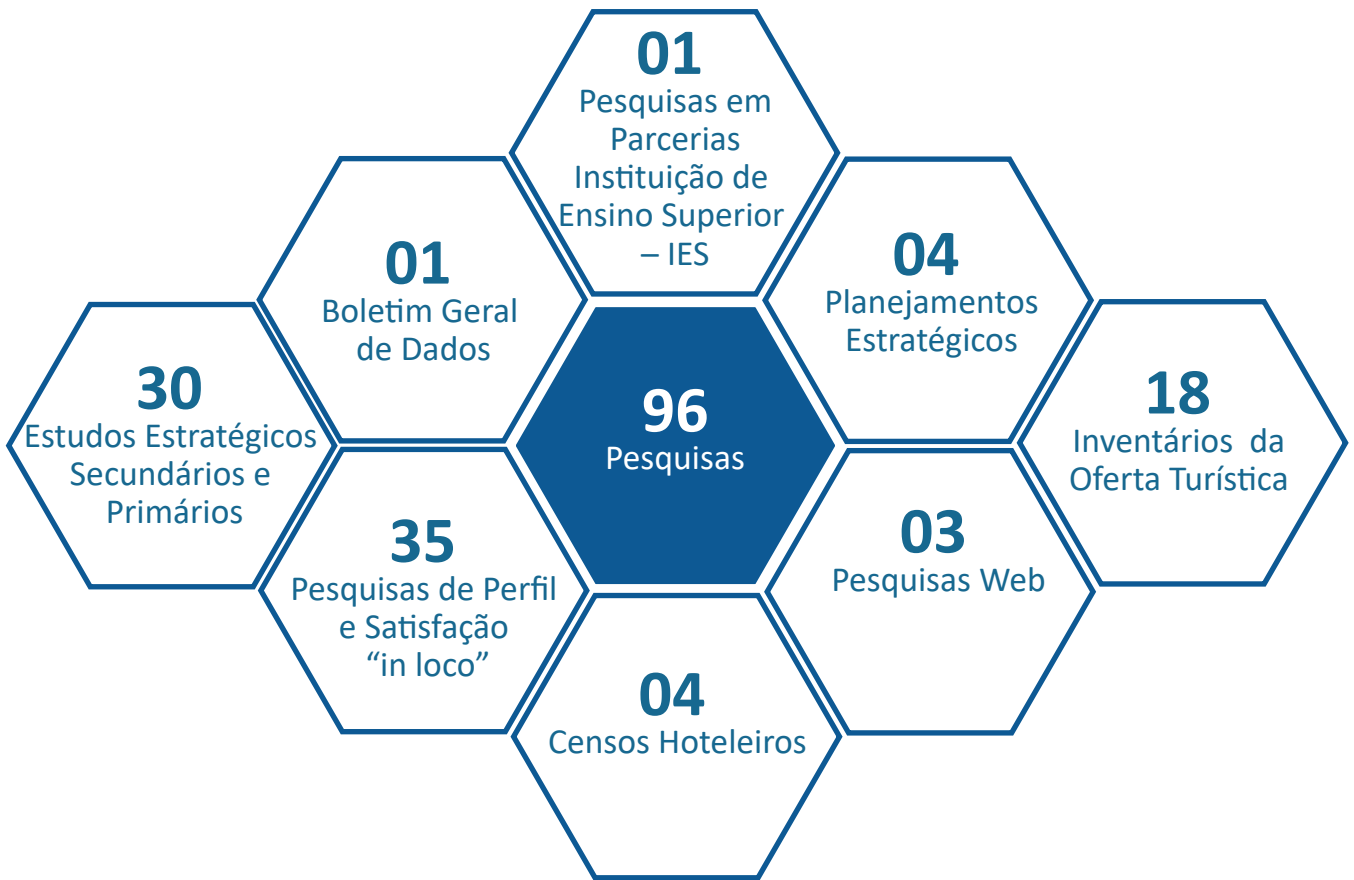 01
Pesquisas em
Parcerias
Instituição de
Ensino Superior
– IES
01
Boletim Geral
de Dados
04
Planejamentos
Estratégicos
30
Estudos Estratégicos
Secundários e
Primários
96
Pesquisas
18
Inventários da
Oferta Turística
35
Pesquisas de Perfil
e Satisfação
“in loco”
03
Pesquisas Web
04
Censos Hoteleiros